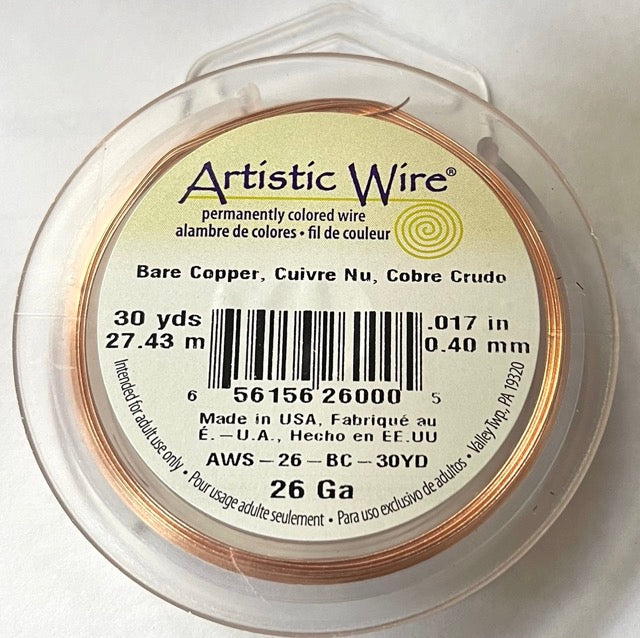 Artistic Wire®
permanently colored wire
alambre de colores • fil de couleur
Bare Copper, Cuivre Nu, Cobre Crudo
30 yds
27.43 m
.017 in
0.40 mm
6 56156 26000 5
Made in USA, Fabriqué au
É.-U.A., Hecho en EE.UU
AWS-26-BC-30YD
26 Ga
Intended for adult use only • Pour usage adulte seulement • Para uso exclusivo de adultos • Valley Twp, PA 19320